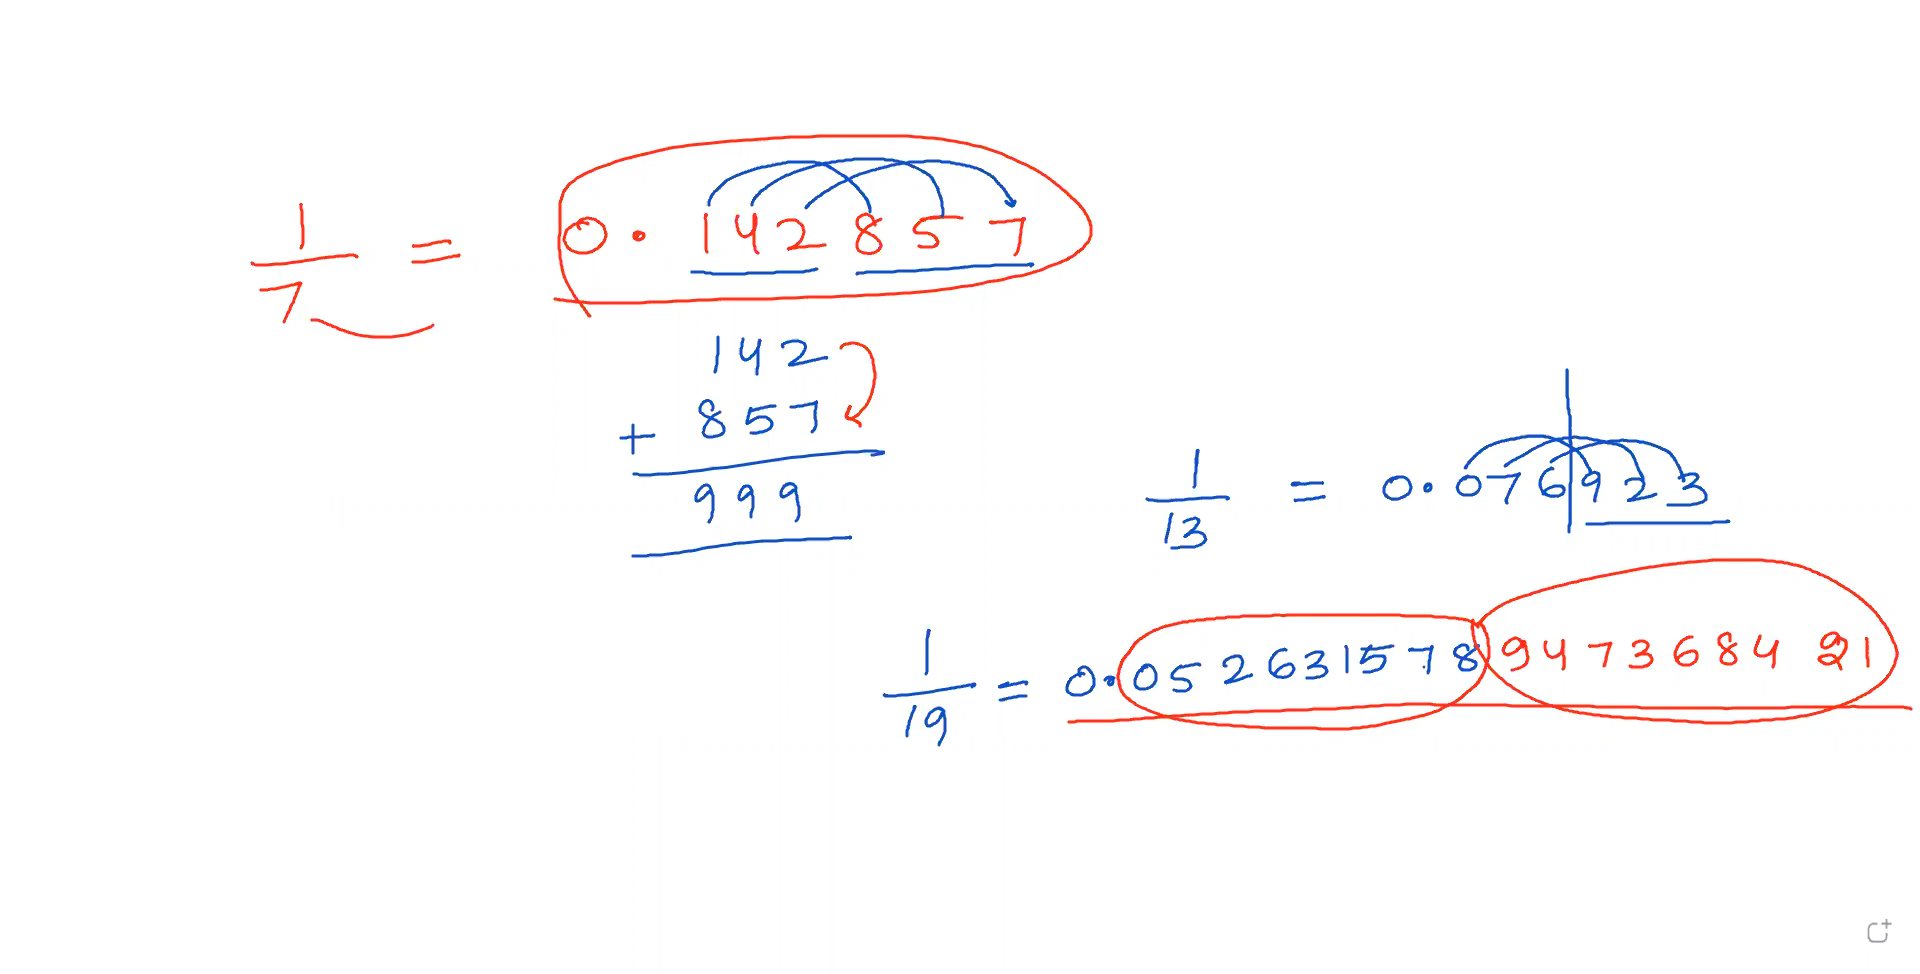 1/7 = 0.142857
142
+ 857
999
1/13 = 0.076923
1/19 = 0.052631578947368421